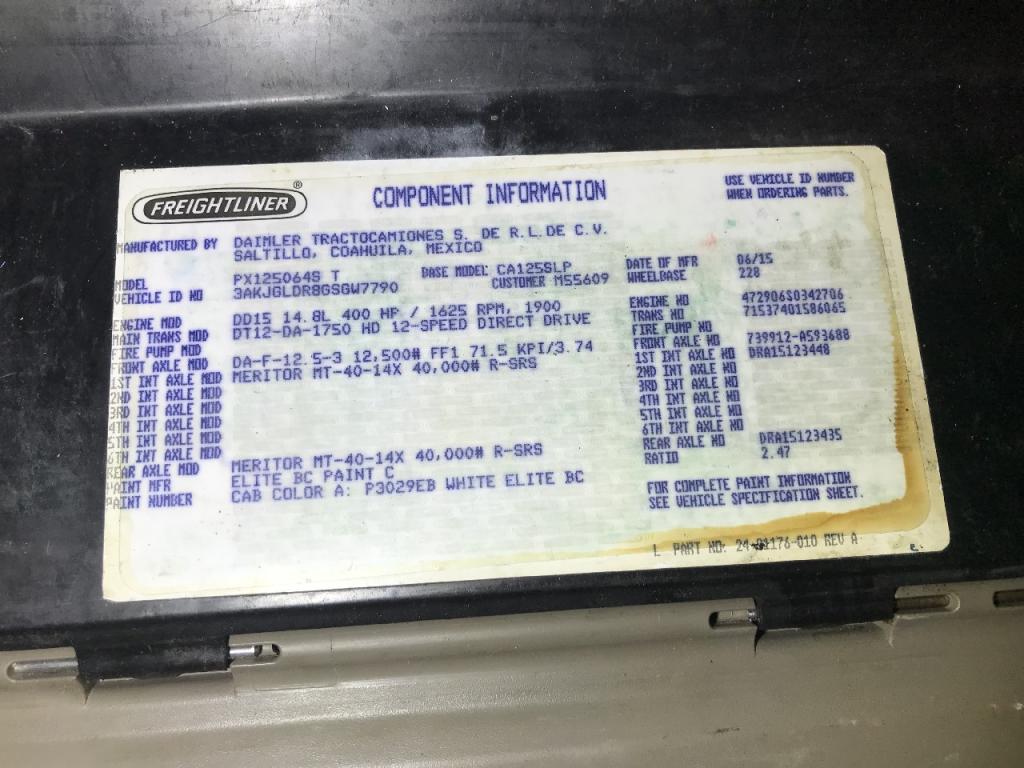 FREIGHTLINER®
COMPONENT INFORMATION
USE VEHICLE ID NUMBER
WHEN ORDERING PARTS.
MANUFACTURED BY DAIMLER TRACTOCAMIONES S. DE R.L.DE C.V.
SALTILLO, COAHUILA, MEXICO
MODEL PX125064S T BASE MODEL: CA125SLP DATE OF MFR 06/15
VEHICLE ID NO 3AKJGLDR8GSGW7790 CUSTOMER M55609 WHEELBASE 228
ENGINE MOD DD15 14.8L 400 HP / 1625 RPM, 1900 ENGINE NO 472906S0342706
MAIN TRANS MOD DT12-DA-1750 HD 12-SPEED DIRECT DRIVE TRANS NO 71537401586065
FIRE PUMP MOD FIRE PUMP NO
FRONT AXLE MOD DA-F-12.5-3 12,500# FF1 71.5 KPI/3.74 FRONT AXLE NO 739912-A593688
1ST INT AXLE MOD MERITOR MT-40-14X 40,000# R-SRS 1ST INT AXLE NO DRA15123448
2ND INT AXLE MOD 2ND INT AXLE NO
3RD INT AXLE MOD 3RD INT AXLE NO
4TH INT AXLE MOD 4TH INT AXLE NO
5TH INT AXLE MOD 5TH INT AXLE NO
6TH INT AXLE MOD 6TH INT AXLE NO
REAR AXLE MOD MERITOR MT-40-14X 40,000# R-SRS REAR AXLE NO DRA15123435
PAINT MFR ELITE BC PAINT C RATIO 2.47
PAINT NUMBER CAB COLOR A: P3029EB WHITE ELITE BC
FOR COMPLETE PAINT INFORMATION
SEE VEHICLE SPECIFICATION SHEET.
L PART NO: 24-01176-010 REV A